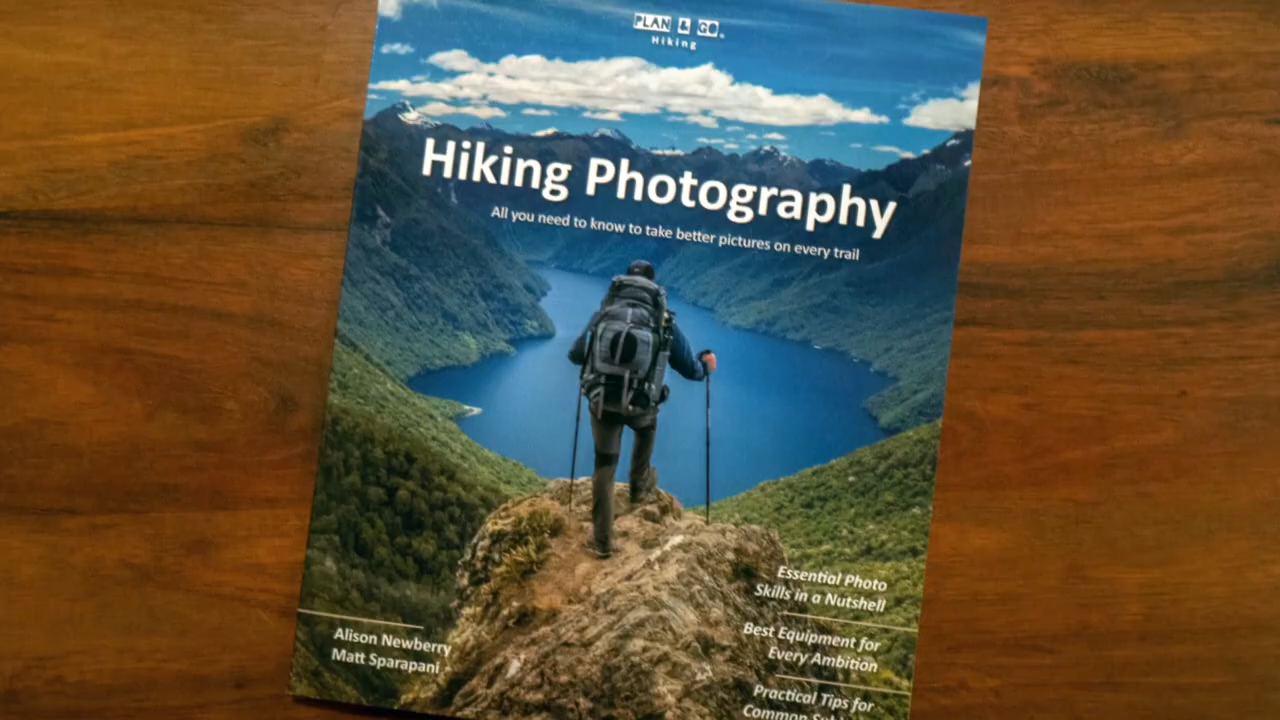 PLAN & GO
Hiking
Hiking Photography
All you need to know to take better pictures on every trail
Essential Photo
Skills in a Nutshell
Best Equipment for
Every Ambition
Practical Tips for
Common
Alison Newberry
Matt Sparapani